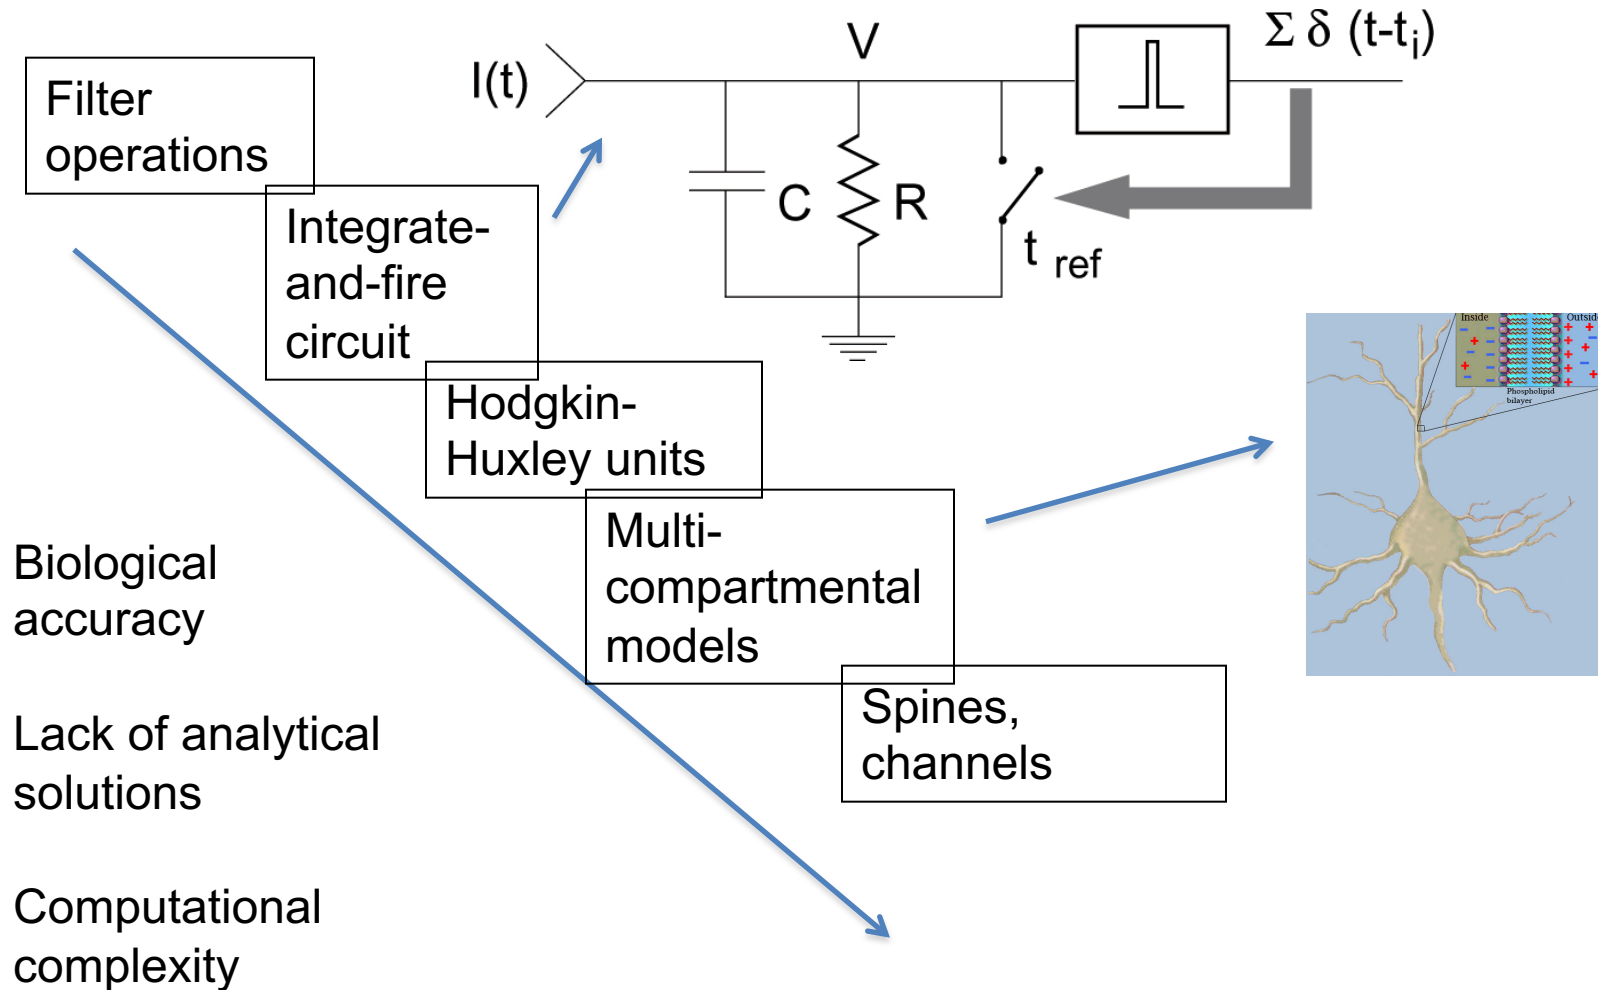 Filter
operations
Integrate-
and-fire
circuit
Hodgkin-
Huxley units
Multi-
compartmental
models
Spines,
channels
Biological
accuracy
Lack of analytical
solutions
Computational
complexity
I(t)
V
Σ δ (t-tᵢ)
C
R
t ref
Inside
Outside
Phospholipid
bilayer